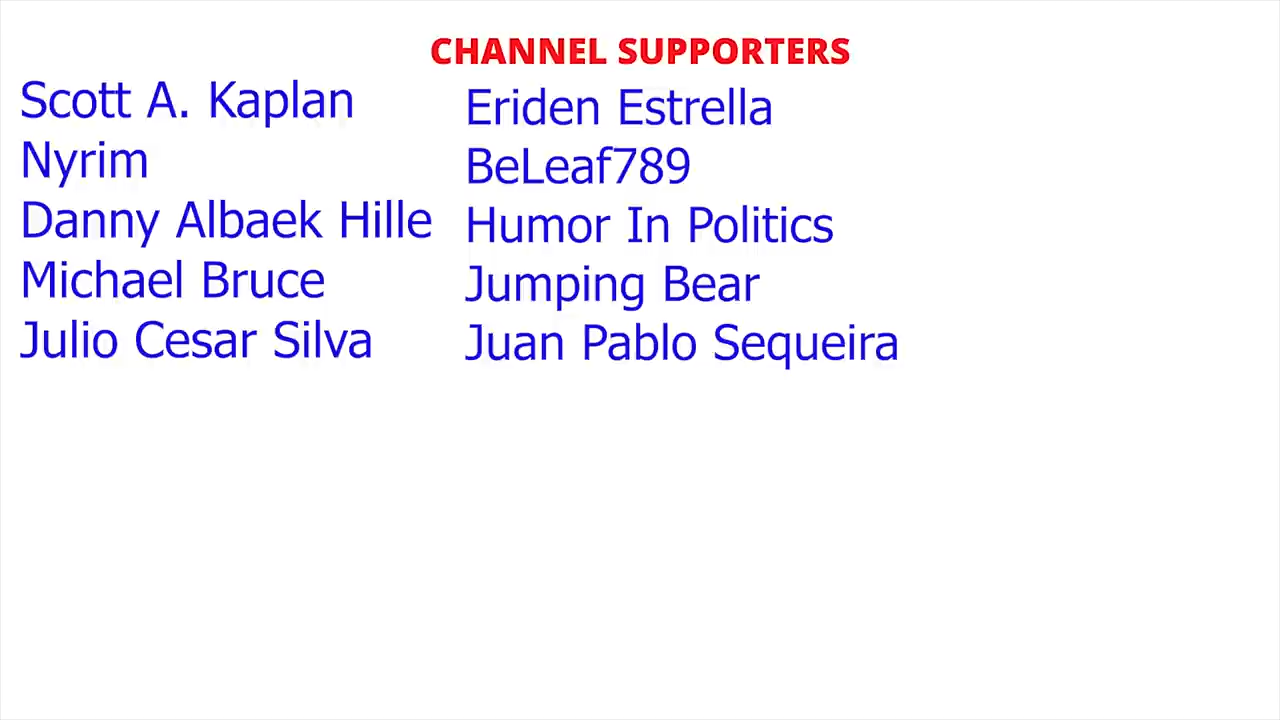 CHANNEL SUPPORTERS
Scott A. Kaplan
Nyrim
Danny Albaek Hille
Michael Bruce
Julio Cesar Silva
Eriden Estrella
BeLeaf789
Humor In Politics
Jumping Bear
Juan Pablo Sequeira